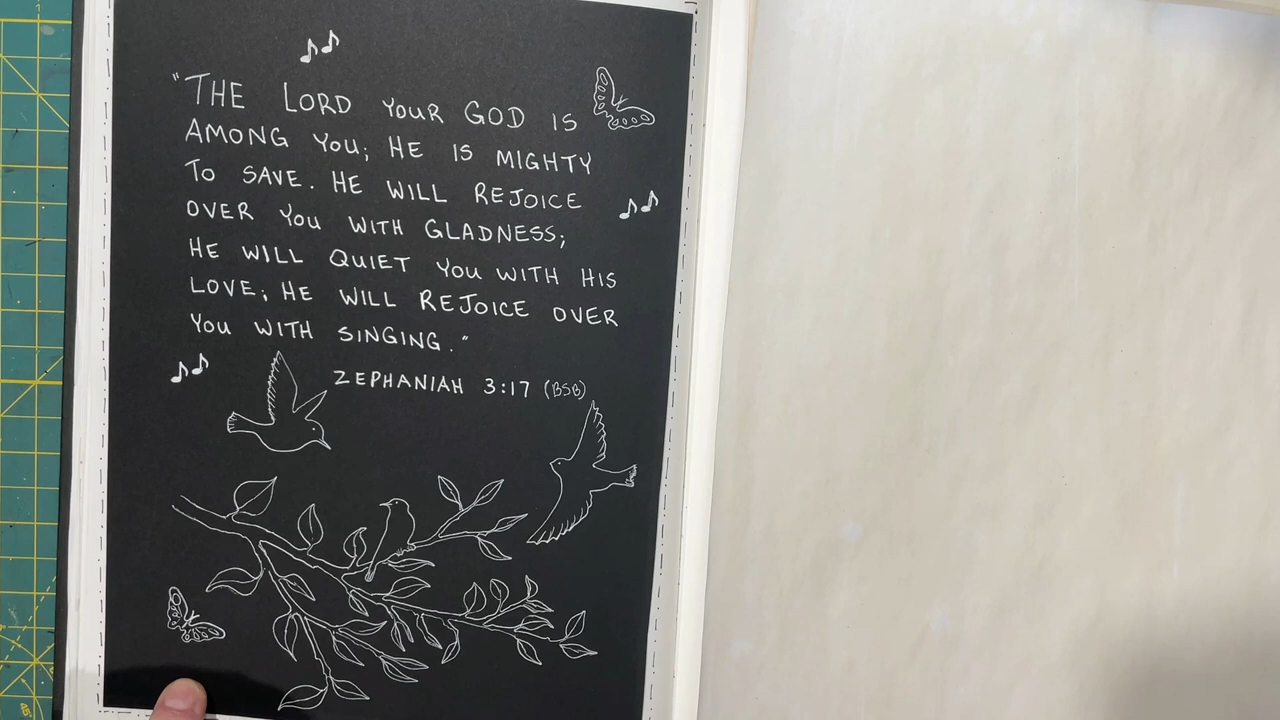 "THE LORD YOUR GOD IS
AMONG YOU; HE IS MIGHTY
TO SAVE. HE WILL REJOICE
OVER YOU WITH GLADNESS;
HE WILL QUIET YOU WITH HIS
LOVE; HE WILL REJOICE OVER
YOU WITH SINGING."
ZEPHANIAH 3:17 (BSB)